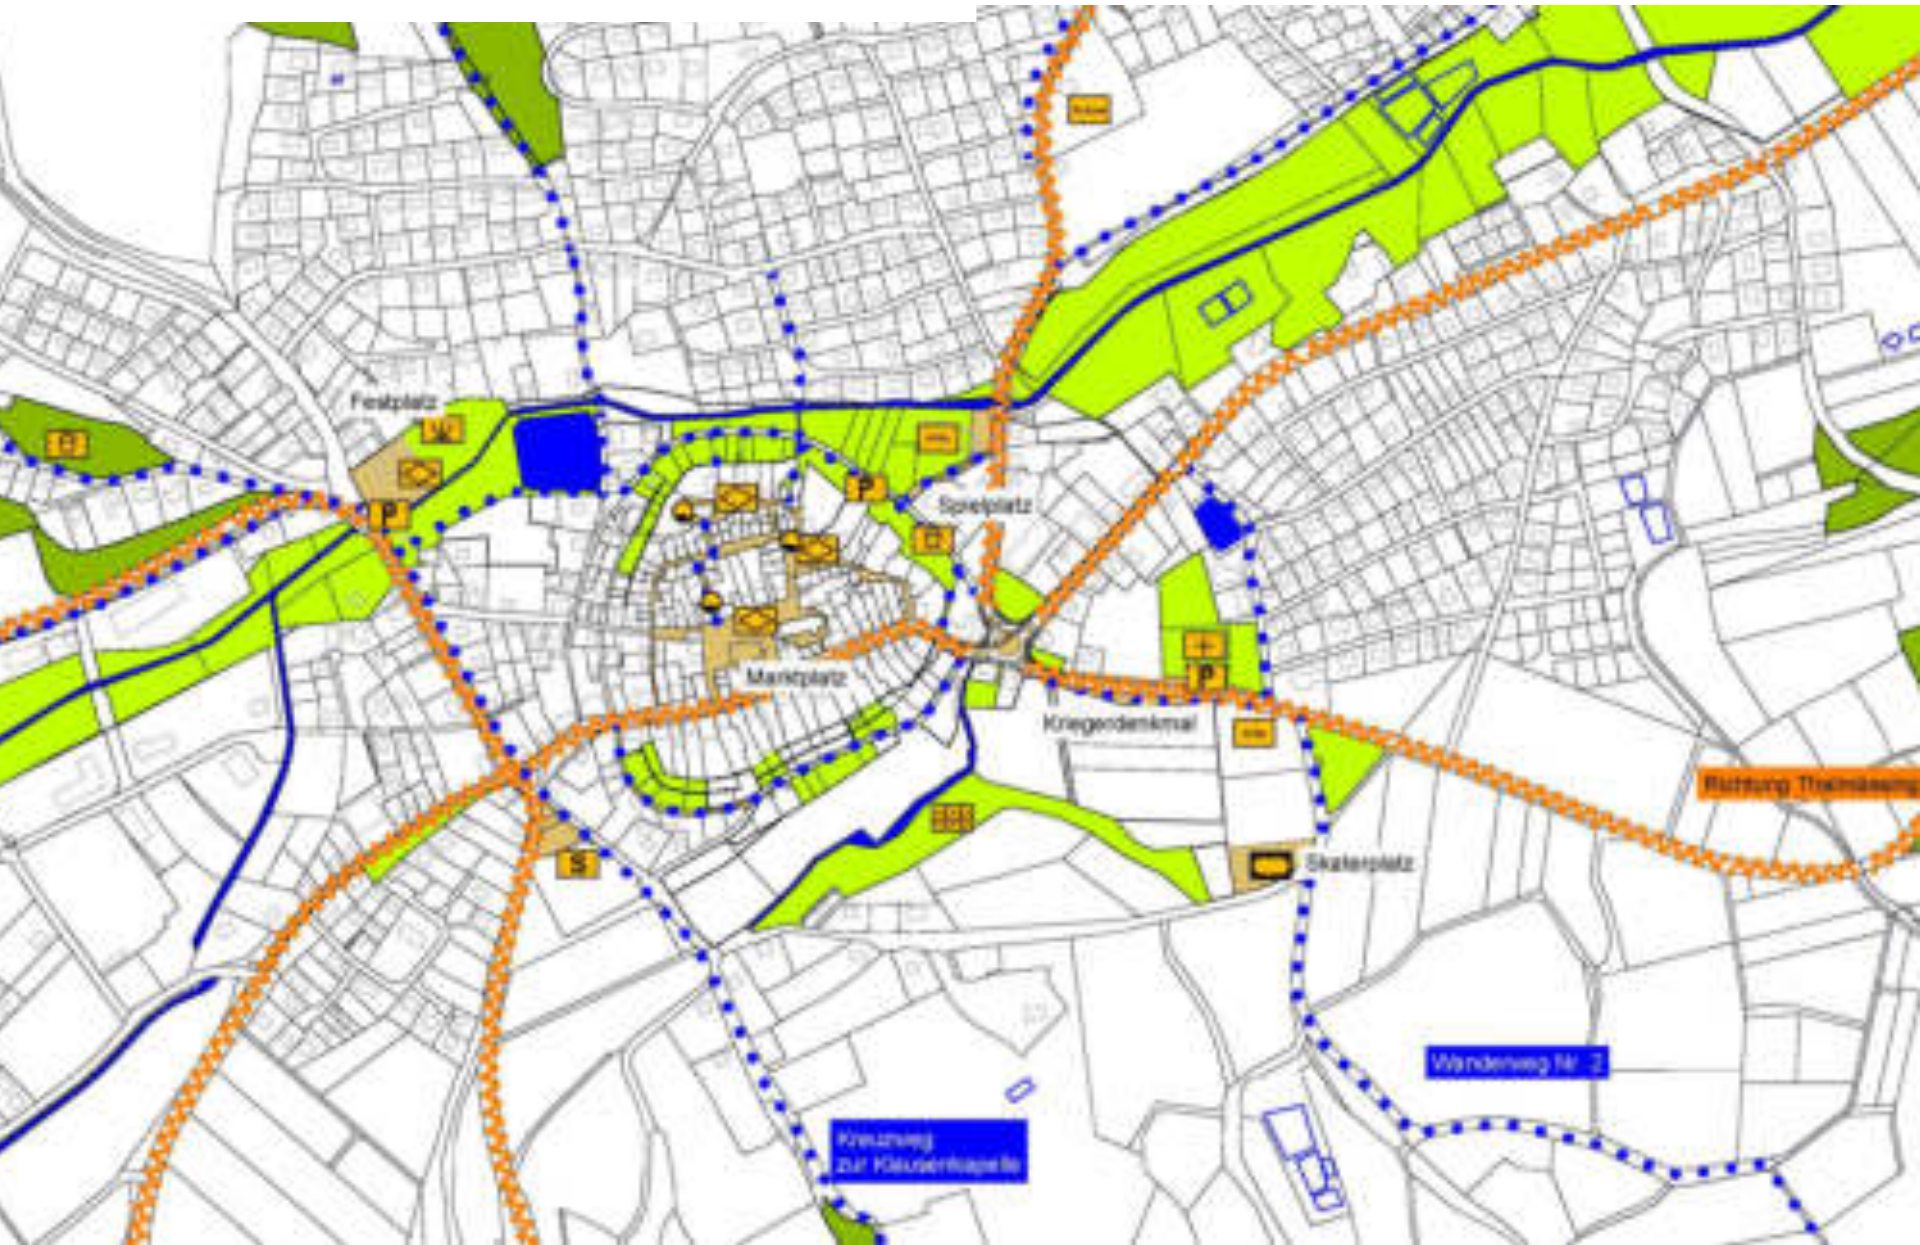 Festplatz
P
P
Spielplatz
Marktplatz
P
Kriegerdenkmal
Richtung Thalmässing
S
Skaterplatz
Wanderweg Nr. 2
Kreuzweg
zur Klausenkapelle